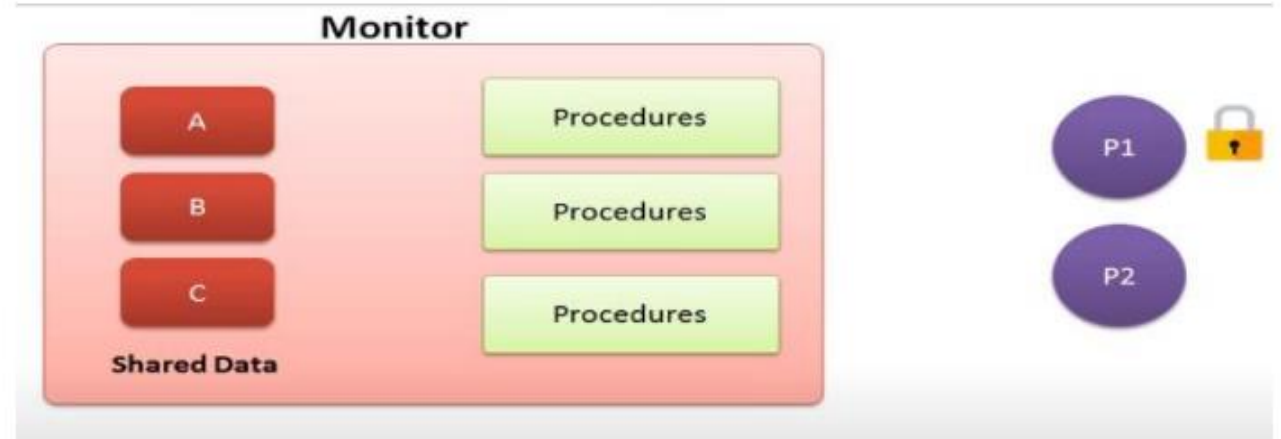 Monitor
A
Procedures
P1
B
Procedures
P2
C
Procedures
Shared Data